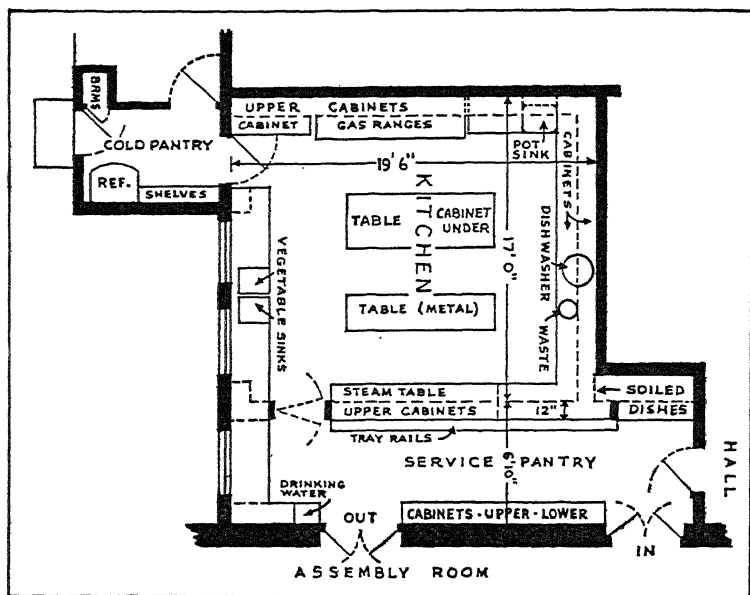 BRMS
COLD PANTRY
REF.
SHELVES
UPPER CABINETS
CABINET
GAS RANGES
POT
SINK
CABINETS
19' 6"
KITCHEN
TABLE
CABINET
UNDER
17' 0"
DISHWASHER
VEGETABLE SINKS
TABLE (METAL)
WASTE
STEAM TABLE
UPPER CABINETS
12"
SOILED
DISHES
TRAY RAILS
SERVICE PANTRY
6'10"
HALL
DRINKING
WATER
OUT
CABINETS - UPPER - LOWER
IN
ASSEMBLY ROOM